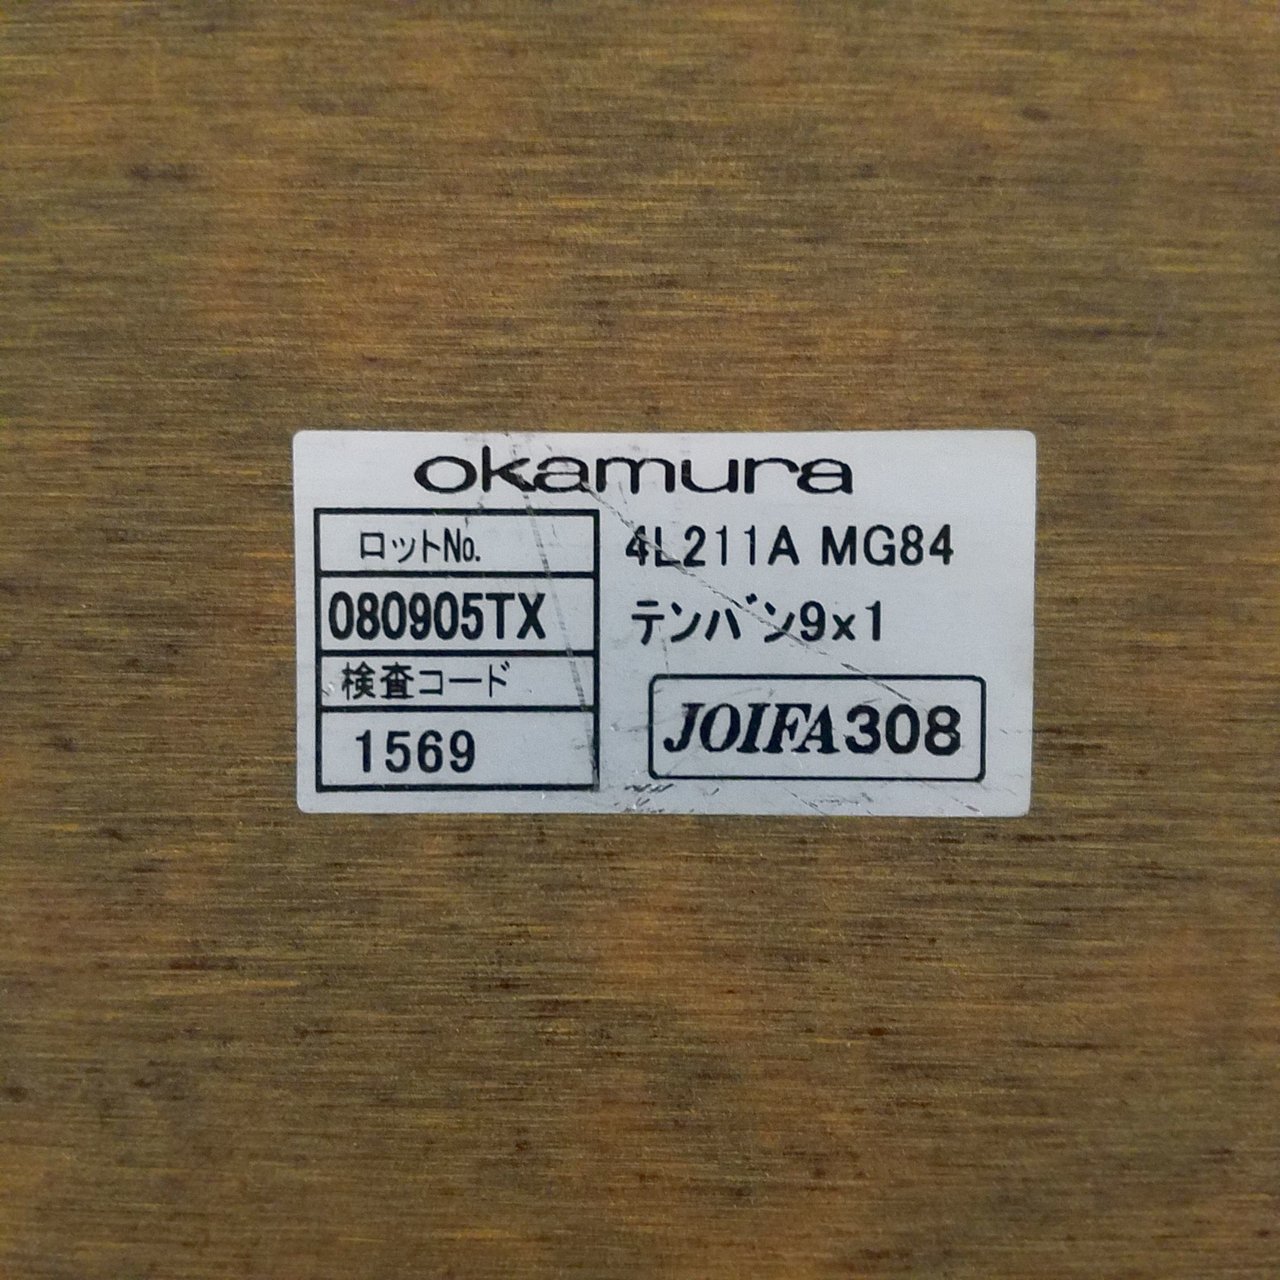 okamura
ロットNo.
080905TX
検査コード
1569
4L211A MG84
テンバン9×1
JOIFA308